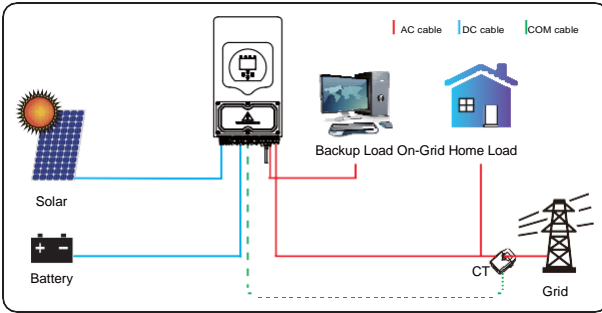 AC cable DC cable COM cable
Backup Load On-Grid Home Load
Solar
Battery
CT
Grid